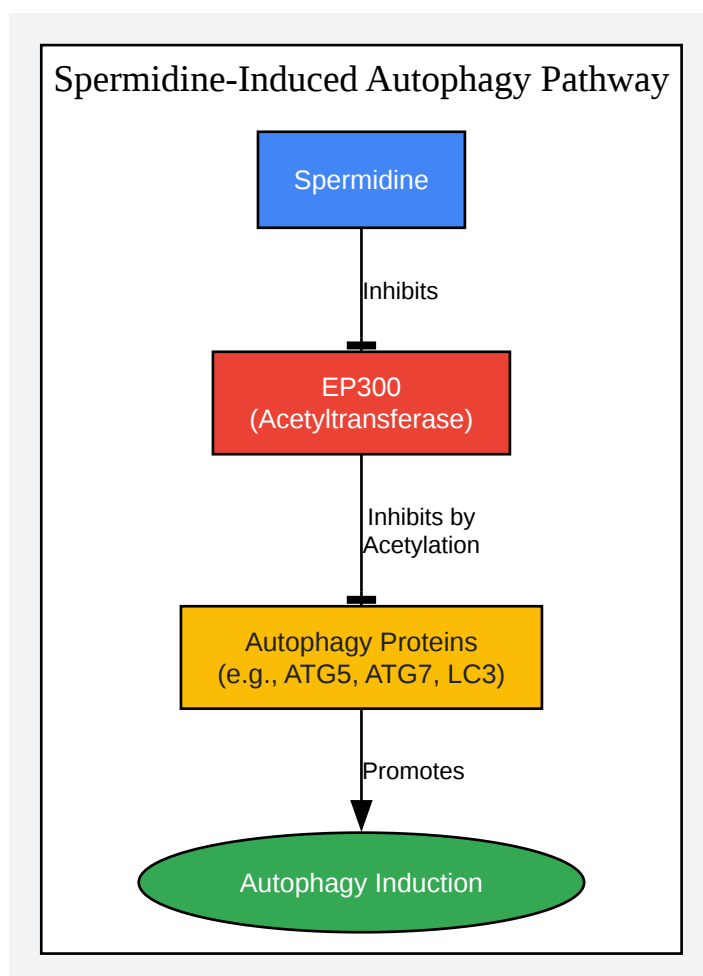 Spermidine-Induced Autophagy Pathway
Spermidine
Inhibits
EP300
(Acetyltransferase)
Inhibits by
Acetylation
Autophagy Proteins
(e.g., ATG5, ATG7, LC3)
Promotes
Autophagy Induction